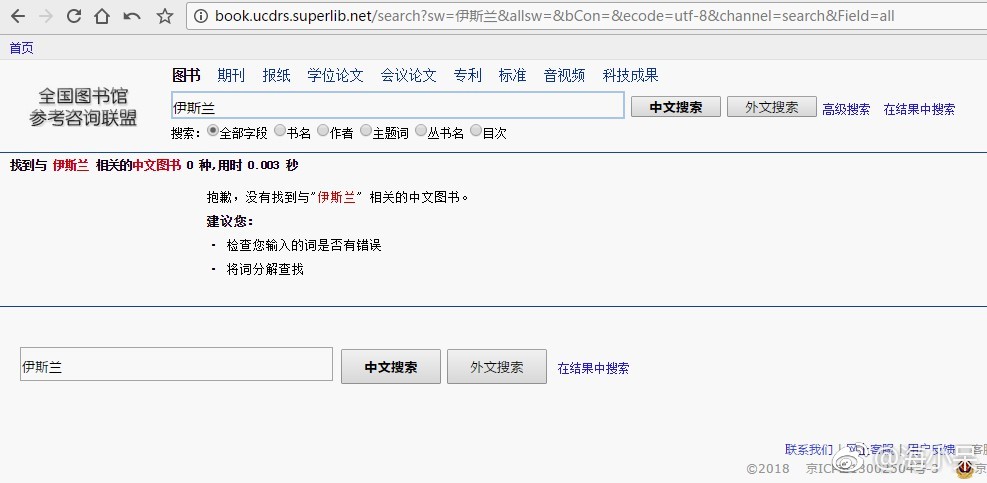 book.ucdrs.superlib.net/search?sw=伊斯兰&allsw=&bCon=&ecode=utf-8&channel=search&Field=all
首页
全国图书馆
参考咨询联盟
图书 期刊 报纸 学位论文 会议论文 专利 标准 音视频 科技成果
伊斯兰 中文搜索 外文搜索 高级搜索 在结果中搜索
搜索: 全部字段 书名 作者 主题词 丛书名 目次
找到与 伊斯兰 相关的中文图书 0 种,用时 0.003 秒
抱歉，没有找到与"伊斯兰" 相关的中文图书。
建议您:
· 检查您输入的词是否有错误
· 将词分解查找
伊斯兰 中文搜索 外文搜索 在结果中搜索
联系我们 | 网上客服 | 用户反馈
@海小呆
©2018 京ICP
京